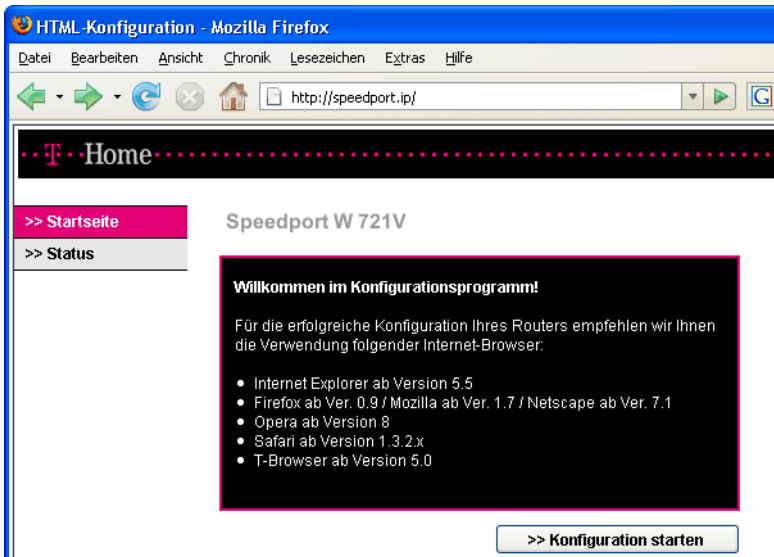 HTML-Konfiguration - Mozilla Firefox
Datei Bearbeiten Ansicht Chronik Lesezeichen Extras Hilfe
http://speedport.ip/
G
T Home
>> Startseite
>> Status
Speedport W 721V
Willkommen im Konfigurationsprogramm!
Für die erfolgreiche Konfiguration Ihres Routers empfehlen wir Ihnen
die Verwendung folgender Internet-Browser:
• Internet Explorer ab Version 5.5
• Firefox ab Ver. 0.9 / Mozilla ab Ver. 1.7 / Netscape ab Ver. 7.1
• Opera ab Version 8
• Safari ab Version 1.3.2.x
• T-Browser ab Version 5.0
>> Konfiguration starten